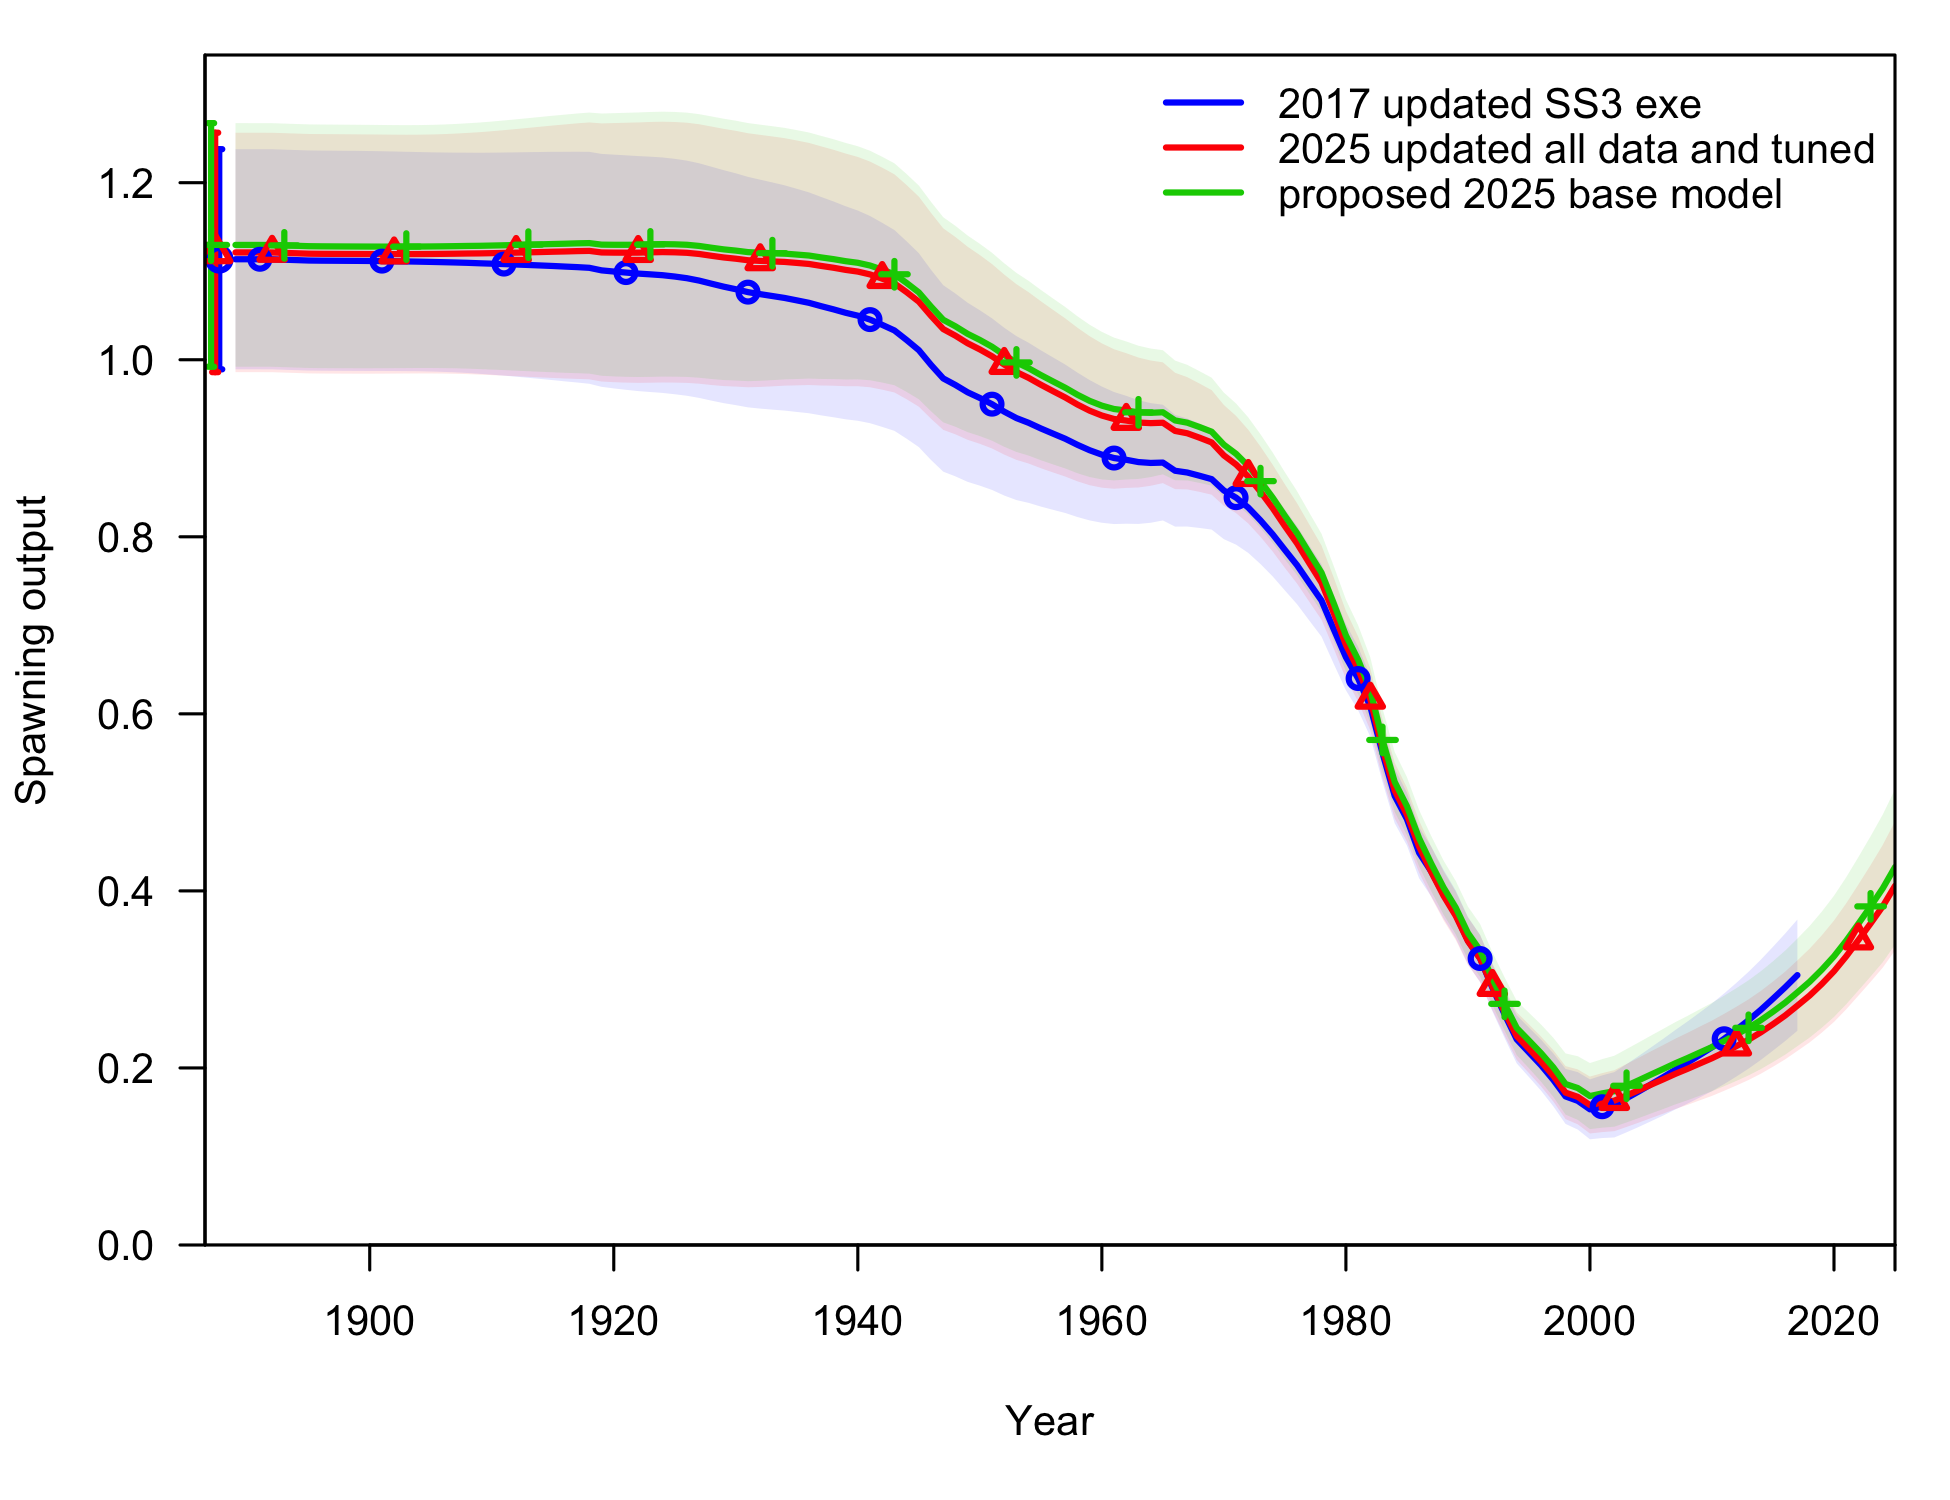 2017 updated SS3 exe
2025 updated all data and tuned
proposed 2025 base model
1.2
1.0
0.8
0.6
0.4
0.2
0.0
Spawning output
1900 1920 1940 1960 1980 2000 2020
Year